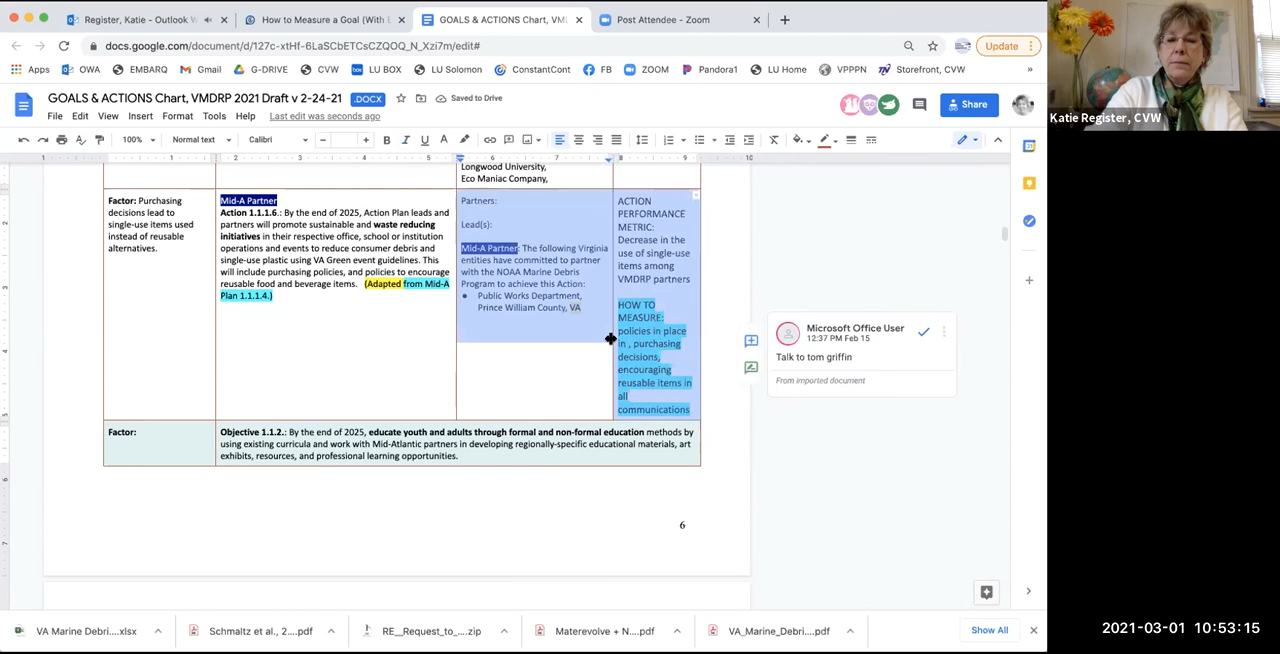 Register, Katie - Outlook
How to Measure a Goal (With E
GOALS & ACTIONS Chart, VM
Post Attendee - Zoom
docs.google.com/document/d/127c-xtHf-6LaSCbETCsCZQOQ_N_Xzi7m/edit#
Update
Apps
OWA
EMBARQ
Gmail
G-DRIVE
CVW
LU BOX
LU Solomon
ConstantCont
FB
ZOOM
Pandora1
LU Home
VPPPN
Storefront, CVW
»
GOALS & ACTIONS Chart, VMDRP 2021 Draft v 2-24-21
.DOCX
Saved to Drive
File Edit View Insert Format Tools Help Last edit was seconds ago
Share
100%
Normal text
Calibri
Longwood University,
Eco Maniac Company,
Factor: Purchasing
decisions lead to
single-use items used
instead of reusable
alternatives.
Mid-A Partner
Action 1.1.1.6.: By the end of 2025, Action Plan leads and
partners will promote sustainable and waste reducing
initiatives in their respective office, school or institution
operations and events to reduce consumer debris and
single-use plastic using VA Green event guidelines. This
will include purchasing policies, and policies to encourage
reusable food and beverage items. (Adapted from Mid-A
Plan 1.1.1.4.)
Partners:
Lead(s):
Mid-A Partner: The following Virginia
entities have committed to partner
with the NOAA Marine Debris
Program to achieve this Action:
• Public Works Department,
Prince William County, VA
ACTION
PERFORMANCE
METRIC:
Decrease in the
use of single-use
items among
VMDRP partners
HOW TO
MEASURE:
policies in place
in , purchasing
decisions,
encouraging
reusable items in
all
communications
Factor:
Objective 1.1.2.: By the end of 2025, educate youth and adults through formal and non-formal education methods by
using existing curricula and work with Mid-Atlantic partners in developing regionally-specific educational materials, art
exhibits, resources, and professional learning opportunities.
6
Microsoft Office User
12:37 PM Feb 15
Talk to tom griffin
From imported document
VA Marine Debri....xlsx
Schmaltz et al., 2....pdf
RE__Request_to_....zip
Materevolve + N....pdf
VA_Marine_Debri....pdf
Show All
Katie Register, CVW
2021-03-01 10:53:15